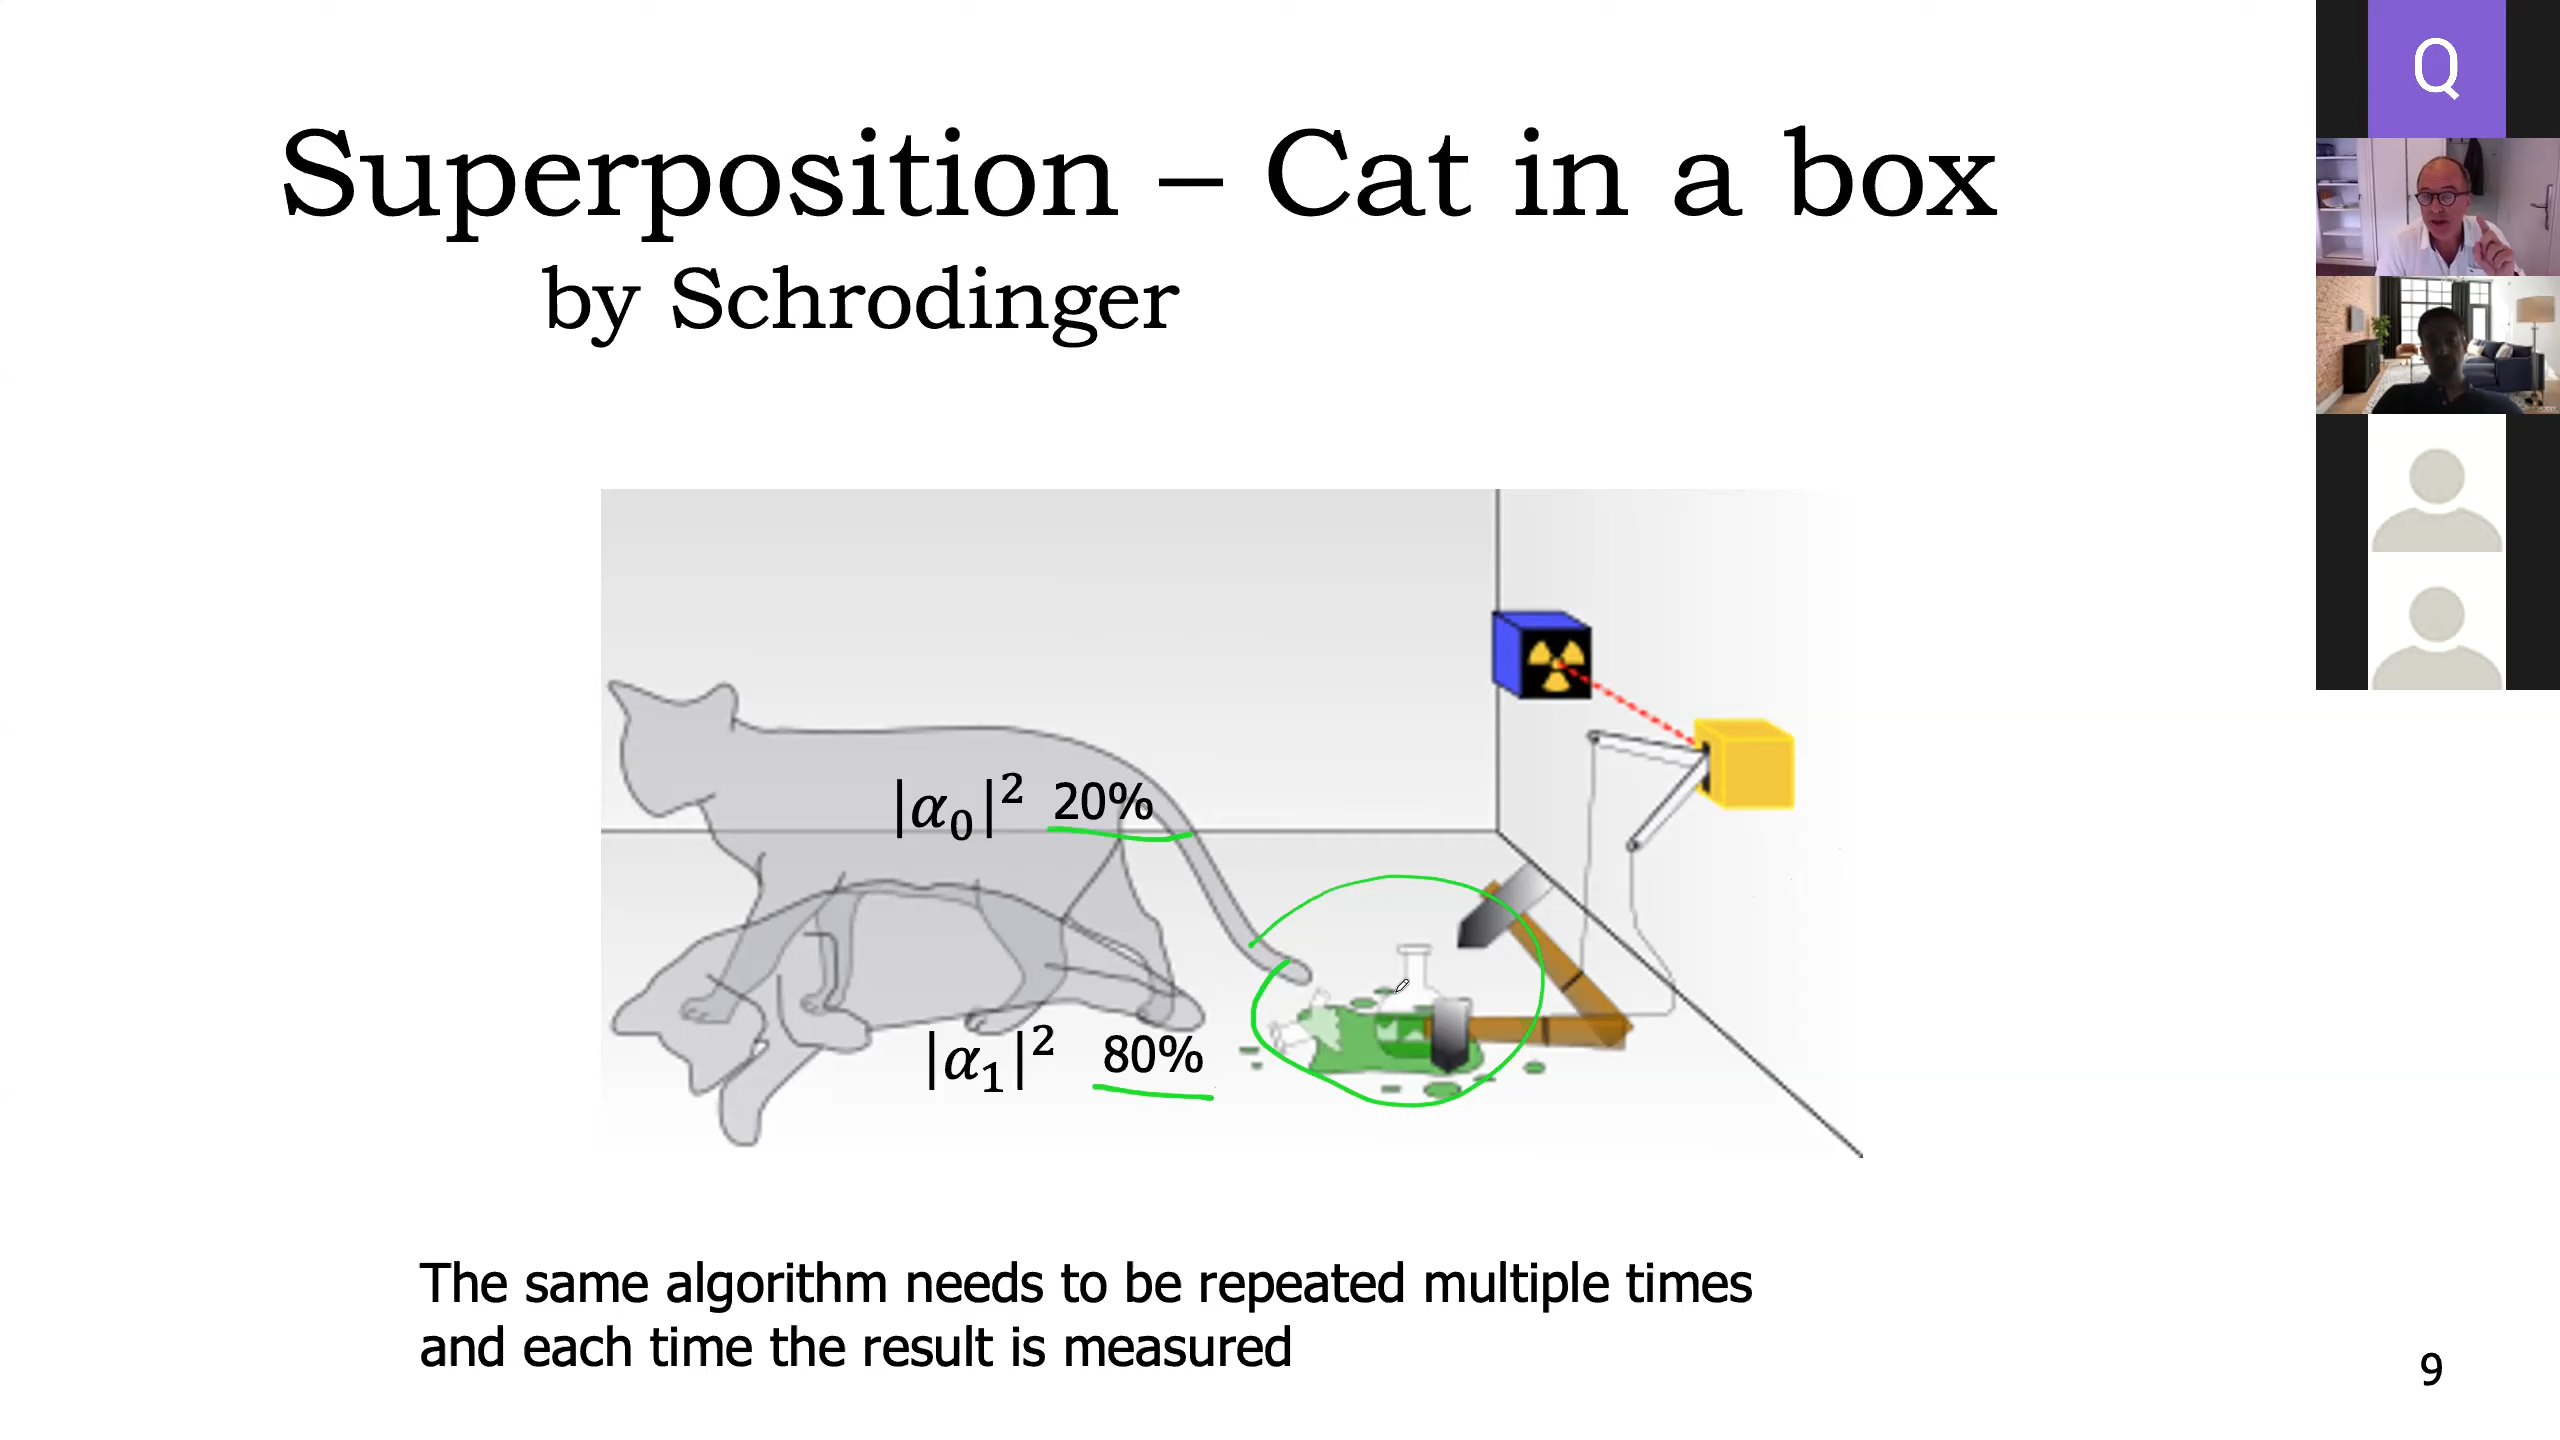 Superposition – Cat in a box
by Schrodinger
|α₀|² 20%
|α₁|² 80%
The same algorithm needs to be repeated multiple times
and each time the result is measured
9
Q